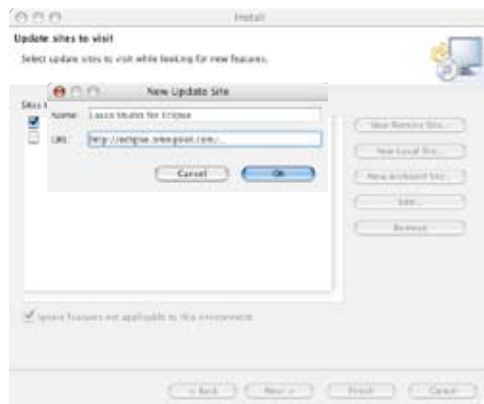 Install
Update sites to visit
Select update sites to visit while looking for new features.
New Update Site
Sites
Name: Lasso Studio for Eclipse
URL: http://eclipse.omnipilot.com/...
Cancel OK
New Remote Site...
New Local Site...
New Archived Site...
Edit...
Remove
Ignore features not applicable to this environment
< Back Next > Finish Cancel